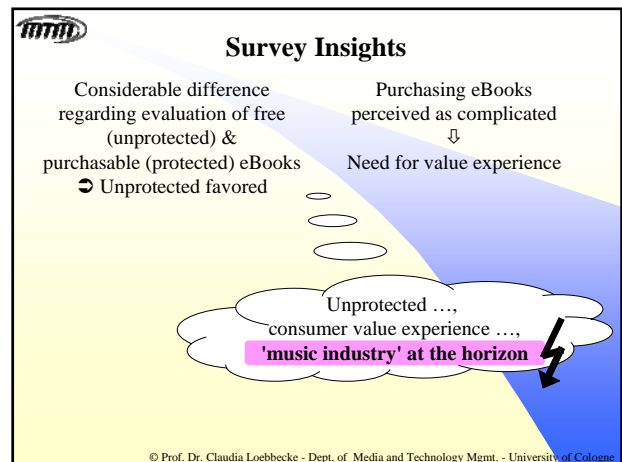 mtm
Survey Insights
Considerable difference
regarding evaluation of free
(unprotected) &
purchasable (protected) eBooks
➲ Unprotected favored
Purchasing eBooks
perceived as complicated
⇩
Need for value experience
Unprotected …,
consumer value experience …,
'music industry' at the horizon
© Prof. Dr. Claudia Loebbecke - Dept. of Media and Technology Mgmt. - University of Cologne